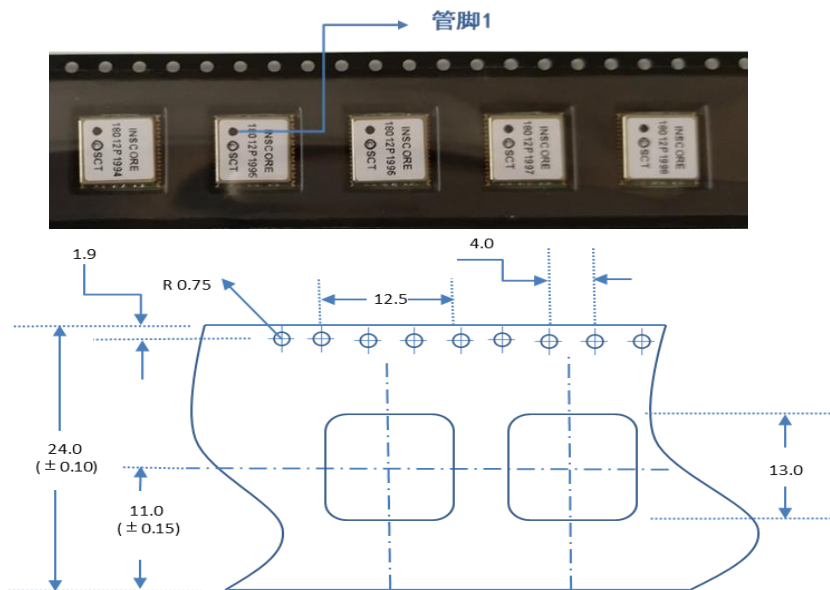 管脚1
INSCORE
18012P1994
©SCT
INSCORE
18012P1995
©SCT
INSCORE
18012P1996
©SCT
INSCORE
18012P1997
©SCT
INSCORE
18012P1998
©SCT
1.9
R 0.75
12.5
4.0
24.0
(±0.10)
11.0
(±0.15)
13.0